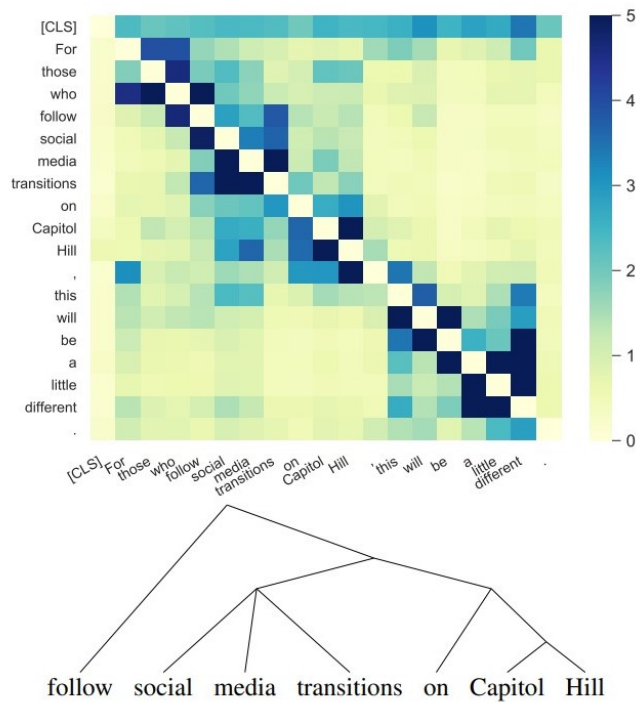 [CLS]
For
those
who
follow
social
media
transitions
on
Capitol
Hill
,
this
will
be
a
little
different
.
5
4
3
2
1
0
[CLS] For those who follow social media transitions on Capitol Hill , this will be a little different .
follow social media transitions on Capitol Hill